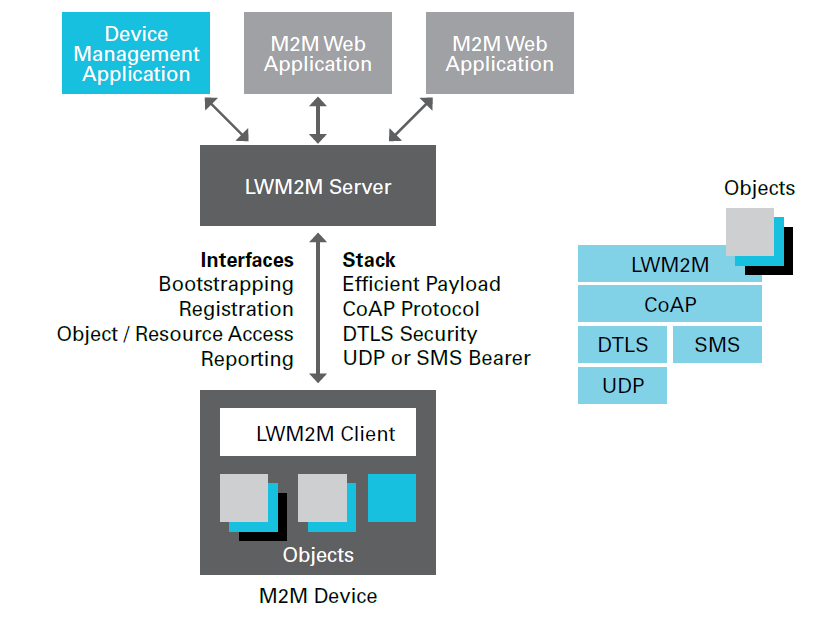 Device
Management
Application
M2M Web
Application
M2M Web
Application
LWM2M Server
Interfaces
Bootstrapping
Registration
Object / Resource Access
Reporting
Stack
Efficient Payload
CoAP Protocol
DTLS Security
UDP or SMS Bearer
LWM2M Client
Objects
M2M Device
Objects
LWM2M
CoAP
DTLS
SMS
UDP